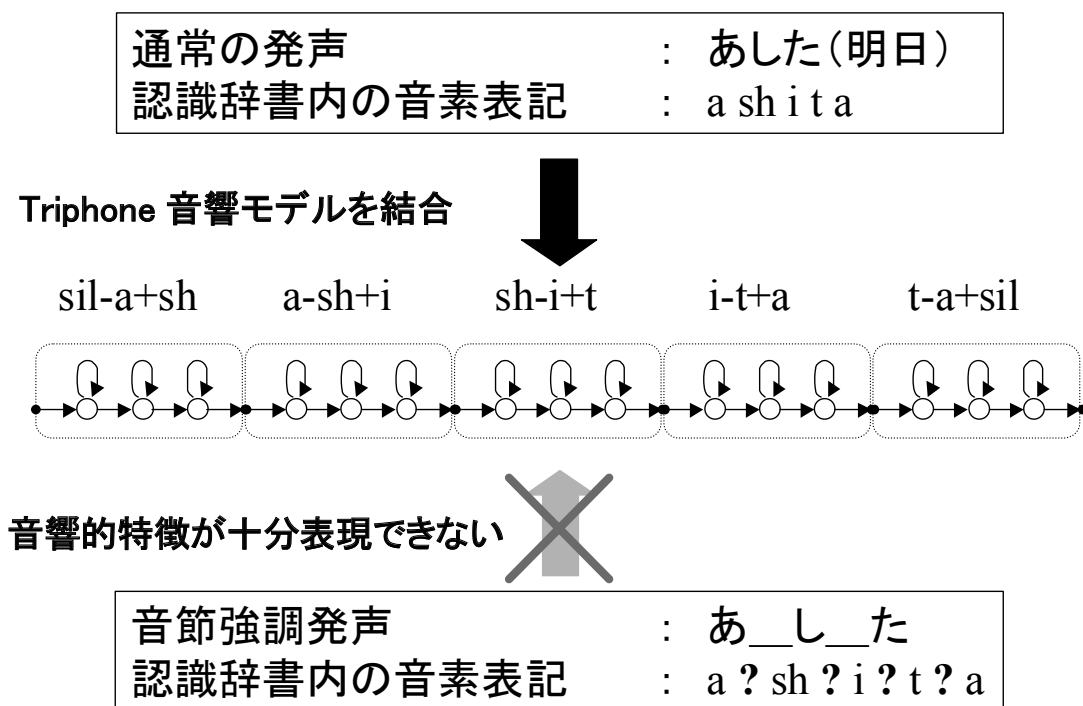 通常の発声 : あした(明日)
認識辞書内の音素表記 : a sh i t a
Triphone 音響モデルを結合
sil-a+sh a-sh+i sh-i+t i-t+a t-a+sil
音響的特徴が十分表現できない
音節強調発声 : あ__し__た
認識辞書内の音素表記 : a ? sh ? i ? t ? a